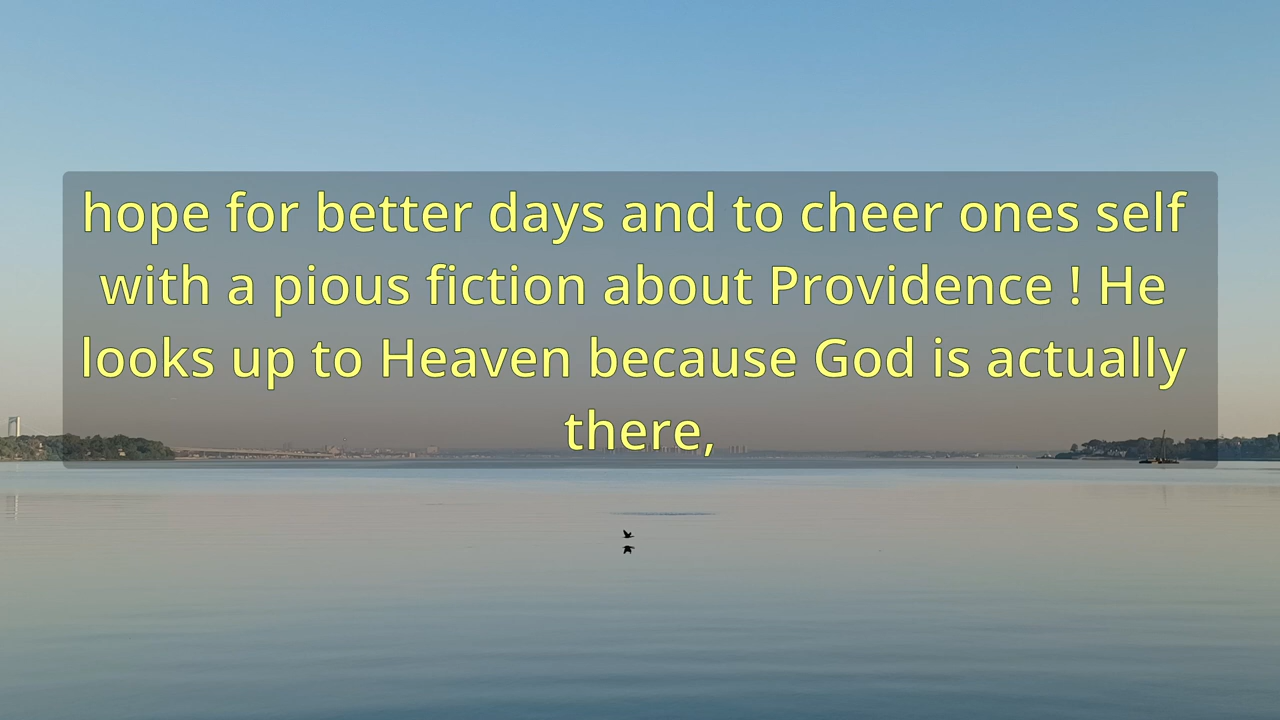 hope for better days and to cheer ones self
with a pious fiction about Providence ! He
looks up to Heaven because God is actually
there,